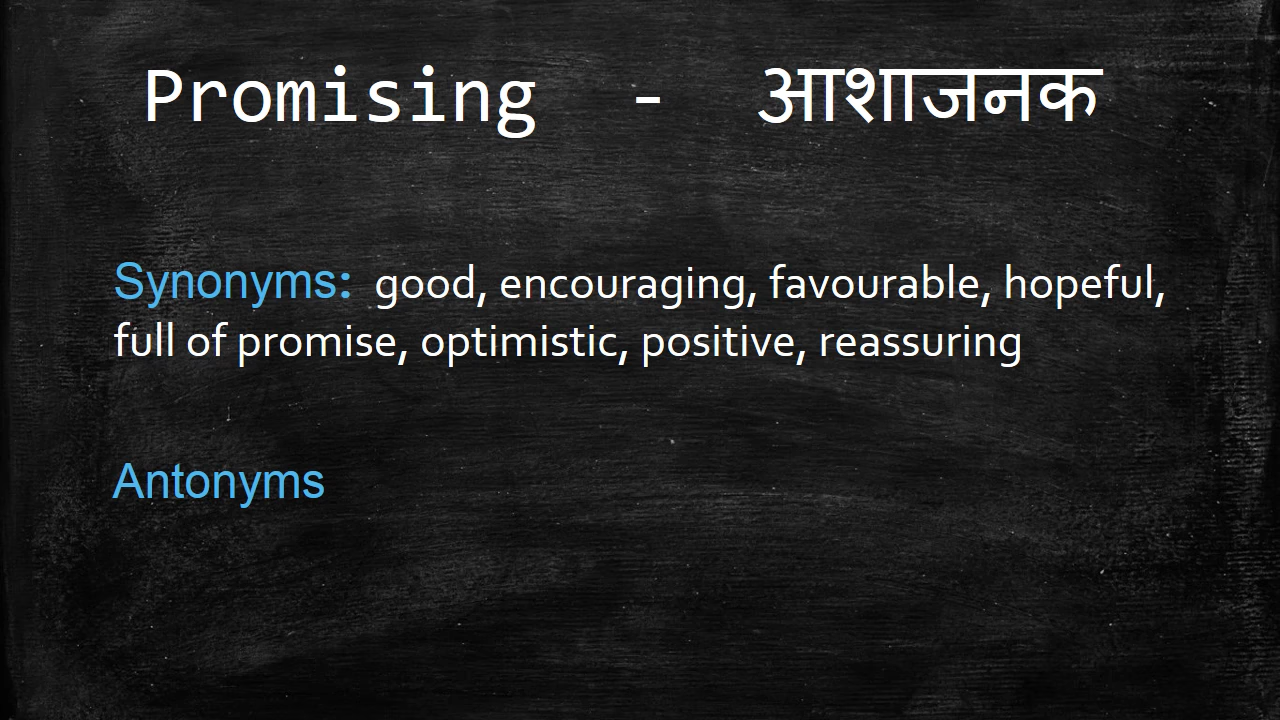 Promising - आशाजनक
Synonyms: good, encouraging, favourable, hopeful,
full of promise, optimistic, positive, reassuring
Antonyms